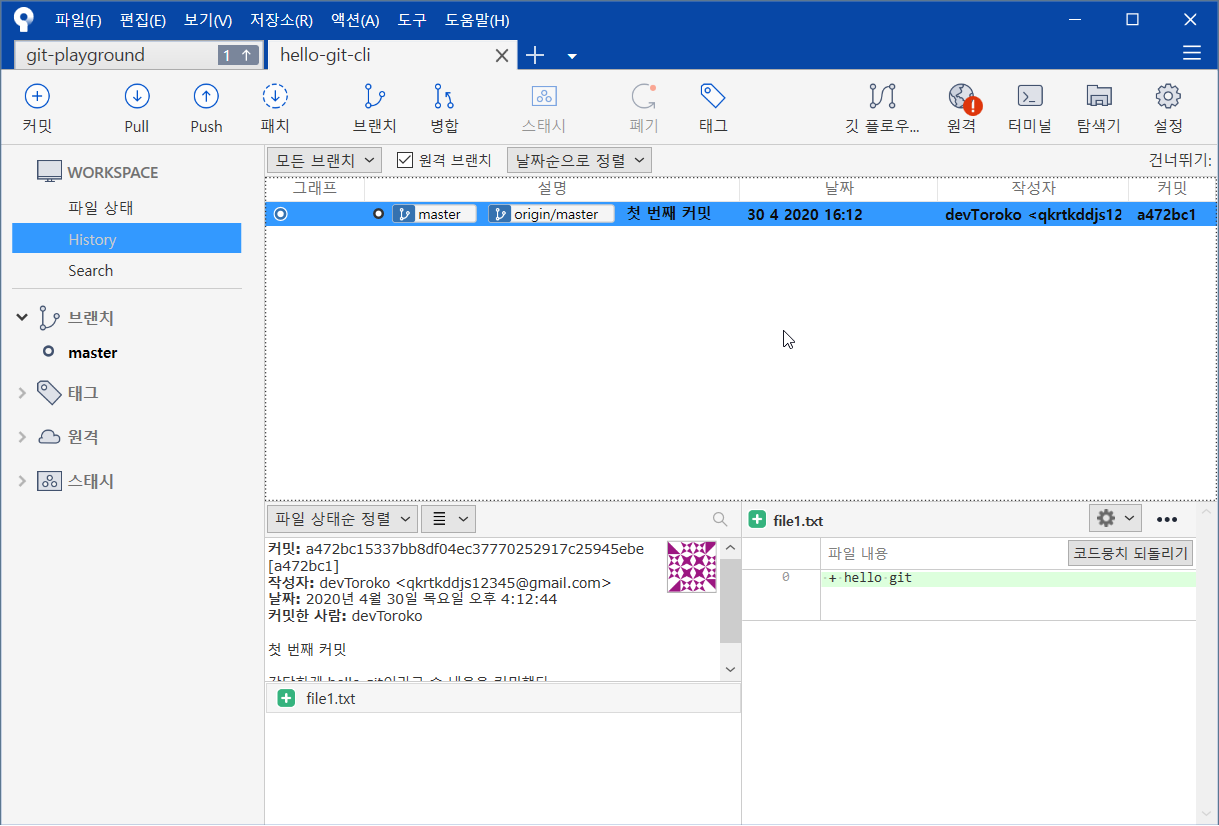 파일(F) 편집(E) 보기(V) 저장소(R) 액션(A) 도구 도움말(H)
git-playground 1 ↑ hello-git-cli
커밋 Pull Push 패치 브랜치 병합 스태시 폐기 태그 깃 플로우... 원격 터미널 탐색기 설정
WORKSPACE
파일 상태
History
Search
브랜치
master
태그
원격
스태시
모든 브랜치 원격 브랜치 날짜순으로 정렬 건너뛰기:
그래프 설명 날짜 작성자 커밋
master origin/master 첫 번째 커밋 30 4 2020 16:12 devToroko <qkrtkddjs12 a472bc1
파일 상태순 정렬
커밋: a472bc15337bb8df04ec37770252917c25945ebe
[a472bc1]
작성자: devToroko <qkrtkddjs12345@gmail.com>
날짜: 2020년 4월 30일 목요일 오후 4:12:44
커밋한 사람: devToroko
첫 번째 커밋
file1.txt
file1.txt
파일 내용 코드뭉치 되돌리기
0 + hello git